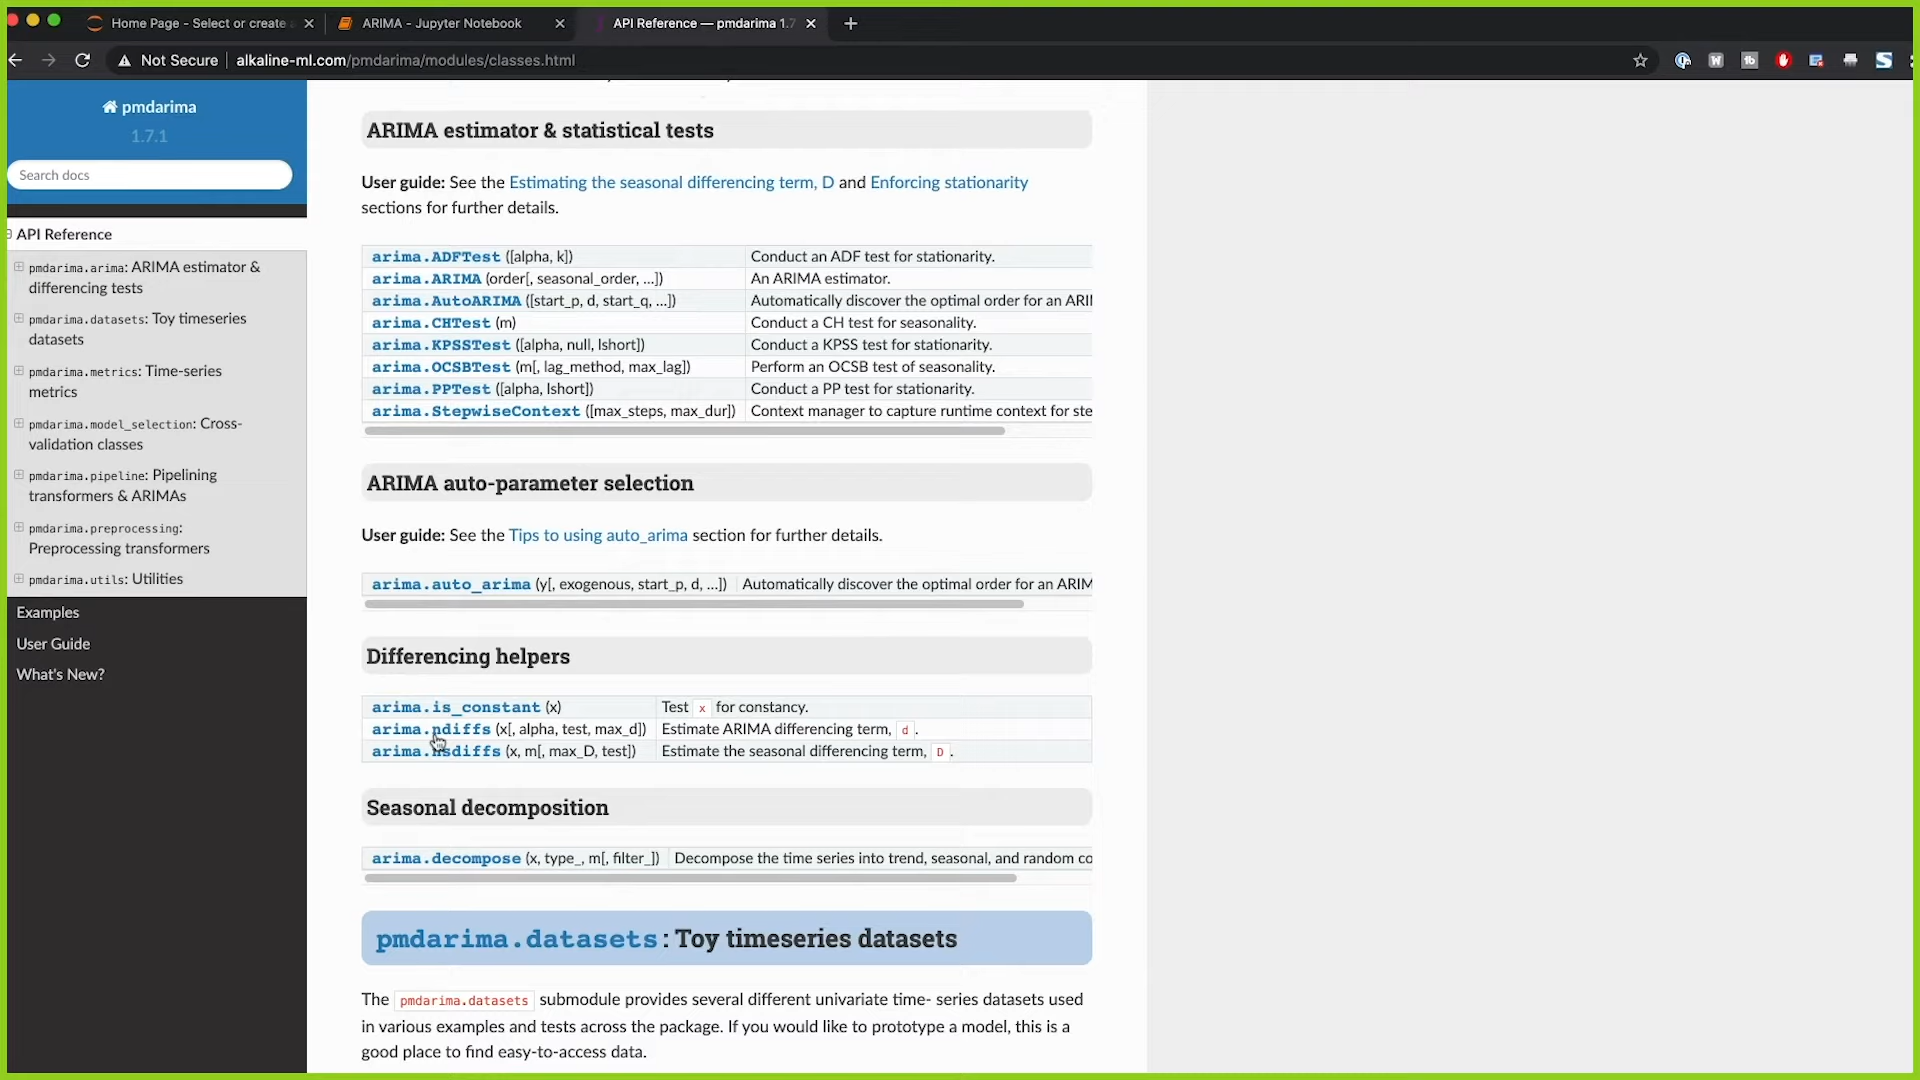 Home Page - Select or create a
ARIMA - Jupyter Notebook
API Reference — pmdarima 1.7
Not Secure
alkaline-ml.com/pmdarima/modules/classes.html
pmdarima
1.7.1
Search docs
API Reference
pmdarima.arima: ARIMA estimator &
differencing tests
pmdarima.datasets: Toy timeseries
datasets
pmdarima.metrics: Time-series
metrics
pmdarima.model_selection: Cross-
validation classes
pmdarima.pipeline: Pipelining
transformers & ARIMAs
pmdarima.preprocessing:
Preprocessing transformers
pmdarima.utils: Utilities
Examples
User Guide
What's New?
ARIMA estimator & statistical tests
User guide: See the Estimating the seasonal differencing term, D and Enforcing stationarity
sections for further details.
arima.ADFTest ([alpha, k]) Conduct an ADF test for stationarity.
arima.ARIMA (order[, seasonal_order, ...]) An ARIMA estimator.
arima.AutoARIMA ([start_p, d, start_q, ...]) Automatically discover the optimal order for an ARI
arima.CHTest (m) Conduct a CH test for seasonality.
arima.KPSSTest ([alpha, null, lshort]) Conduct a KPSS test for stationarity.
arima.OCSBTest (m[, lag_method, max_lag]) Perform an OCSB test of seasonality.
arima.PPTest ([alpha, lshort]) Conduct a PP test for stationarity.
arima.StepwiseContext ([max_steps, max_dur]) Context manager to capture runtime context for ste
ARIMA auto-parameter selection
User guide: See the Tips to using auto_arima section for further details.
arima.auto_arima (y[, exogenous, start_p, d, ...]) Automatically discover the optimal order for an ARIM
Differencing helpers
arima.is_constant (x) Test x for constancy.
arima.ndiffs (x[, alpha, test, max_d]) Estimate ARIMA differencing term, d.
arima.nsdiffs (x, m[, max_D, test]) Estimate the seasonal differencing term, D.
Seasonal decomposition
arima.decompose (x, type_, m[, filter_]) Decompose the time series into trend, seasonal, and random co
pmdarima.datasets: Toy timeseries datasets
The pmdarima.datasets submodule provides several different univariate time- series datasets used
in various examples and tests across the package. If you would like to prototype a model, this is a
good place to find easy-to-access data.